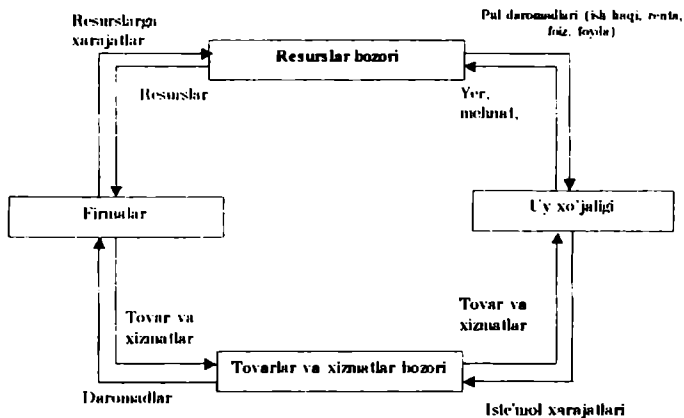 Resurslarga
xarajatlar
Pul daromadlari (ish haqi, renta,
foiz, foyda)
Resurslar bozori
Resurslar
Yer,
mehnat,
Firmalar
Uy xo'jaligi
Tovar va
xizmatlar
Tovar va
xizmatlar
Tovarlar va xizmatlar bozori
Daromadlar
Iste'mol xarajatlari